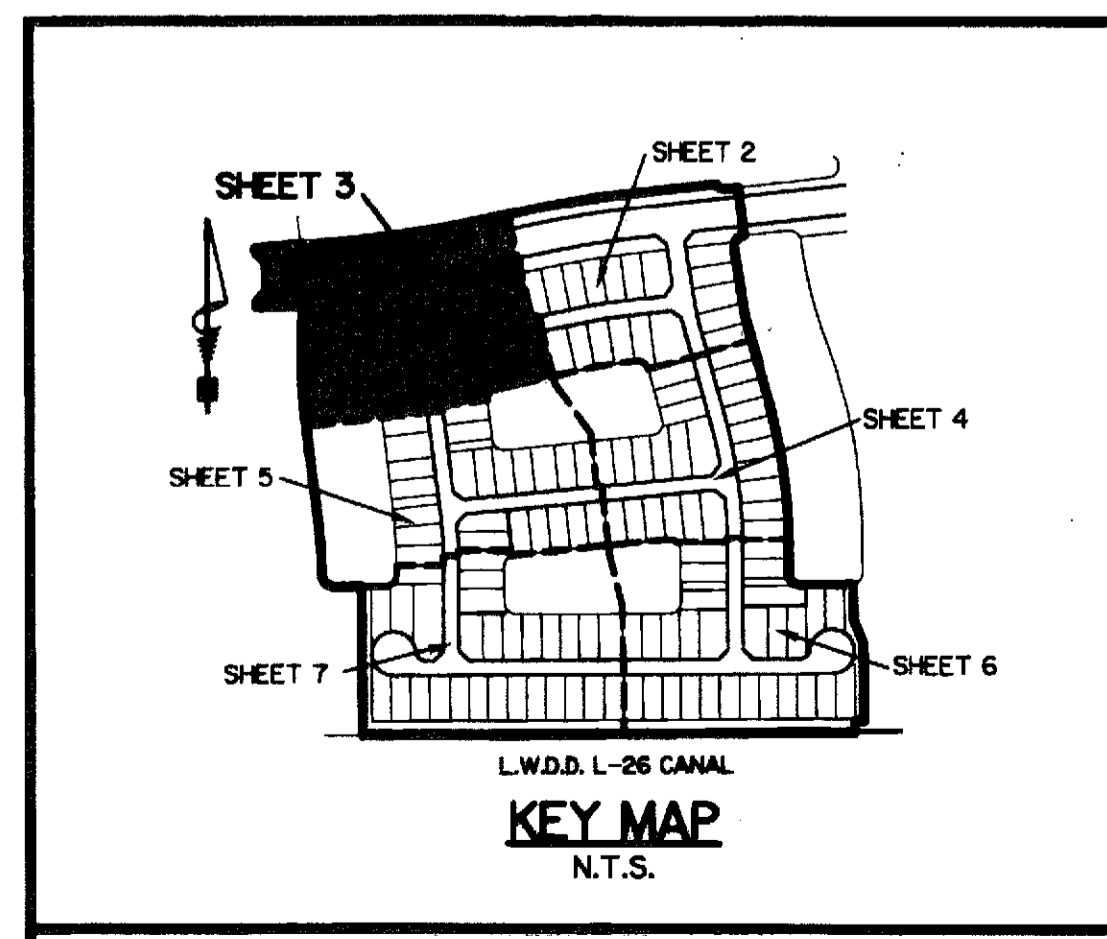 SHEET 2
SHEET 3
SHEET 4
SHEET 5
SHEET 6
SHEET 7
L.W.D.D. L-26 CANAL
KEY MAP
N.T.S.